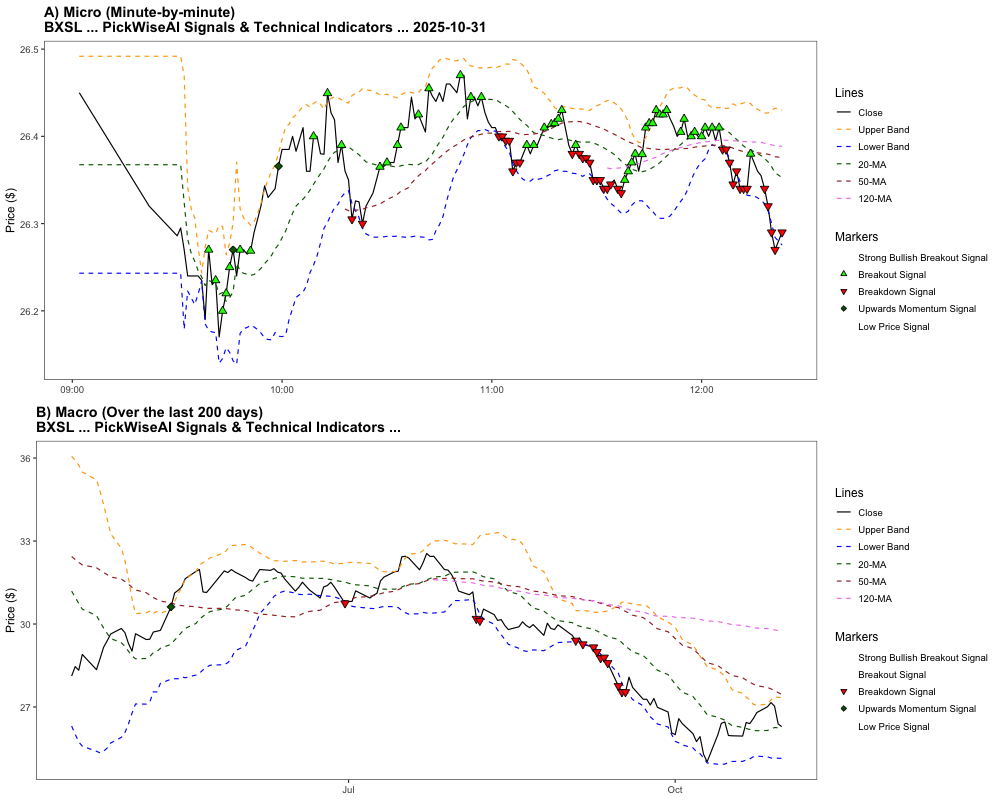 A) Micro (Minute-by-minute)
BXSL ... PickWiseAI Signals & Technical Indicators ... 2025-10-31
26.5
26.4
26.3
26.2
Price ($)
09:00
10:00
11:00
12:00
Lines
Close
Upper Band
Lower Band
20-MA
50-MA
120-MA
Markers
Strong Bullish Breakout Signal
Breakout Signal
Breakdown Signal
Upwards Momentum Signal
Low Price Signal
B) Macro (Over the last 200 days)
BXSL ... PickWiseAI Signals & Technical Indicators ...
36
33
30
27
Price ($)
Jul
Oct
Lines
Close
Upper Band
Lower Band
20-MA
50-MA
120-MA
Markers
Strong Bullish Breakout Signal
Breakout Signal
Breakdown Signal
Upwards Momentum Signal
Low Price Signal